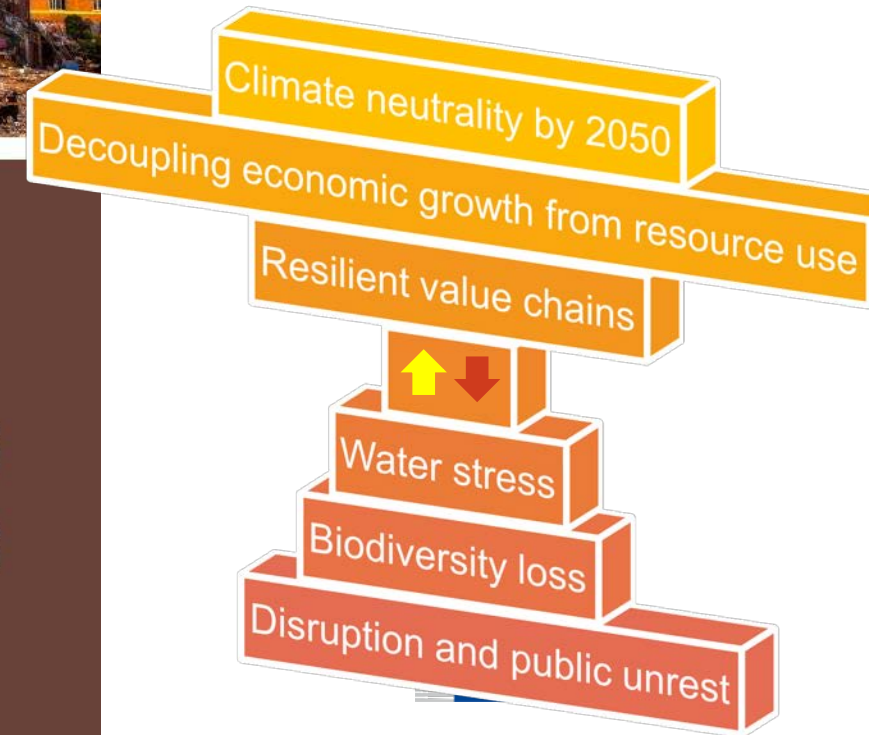 Climate neutrality by 2050
Decoupling economic growth from resource use
Resilient value chains
Water stress
Biodiversity loss
Disruption and public unrest